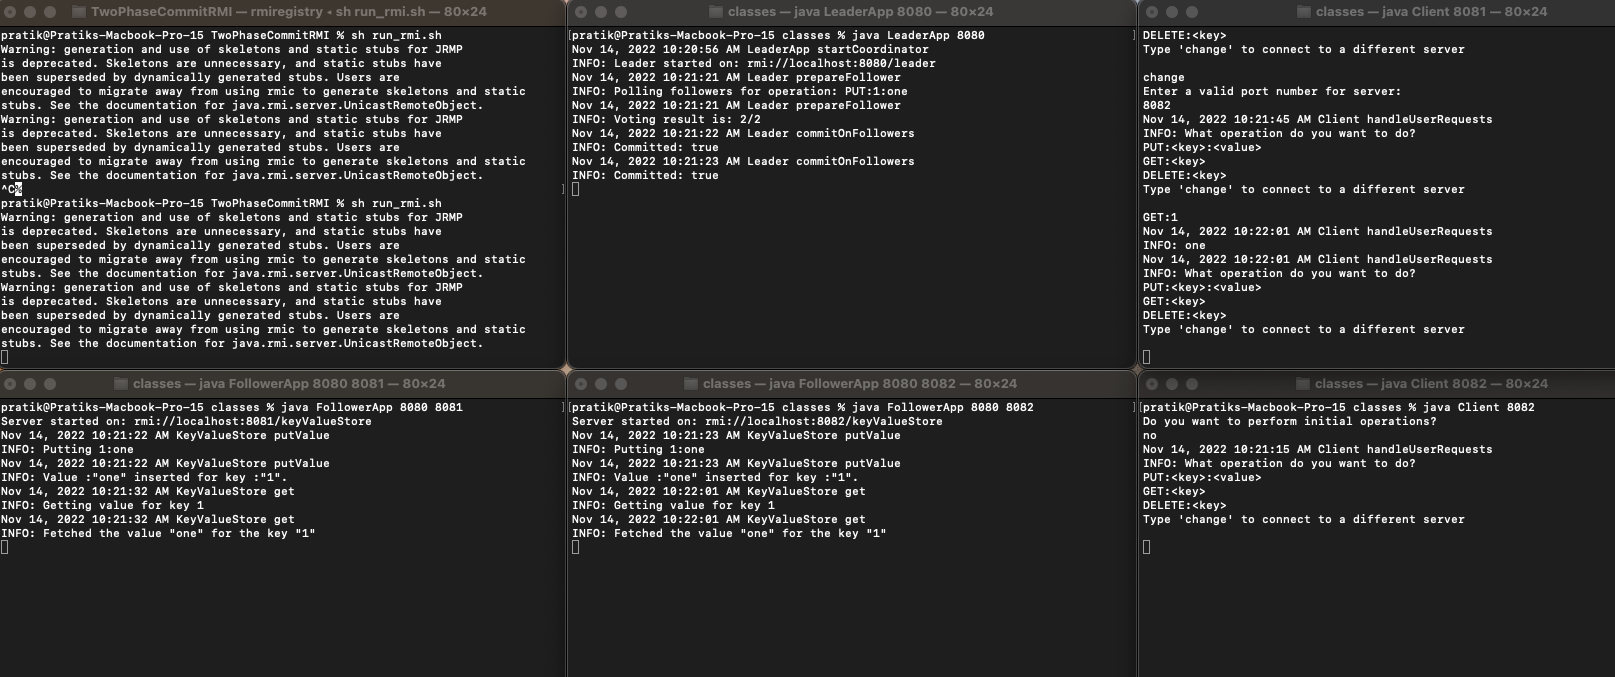 TwoPhaseCommitRMI — rmiregistry ◂ sh run_rmi.sh — 80×24
pratik@Pratiks-Macbook-Pro-15 TwoPhaseCommitRMI % sh run_rmi.sh
Warning: generation and use of skeletons and static stubs for JRMP
is deprecated. Skeletons are unnecessary, and static stubs have
been superseded by dynamically generated stubs. Users are
encouraged to migrate away from using rmic to generate skeletons and static
stubs. See the documentation for java.rmi.server.UnicastRemoteObject.
Warning: generation and use of skeletons and static stubs for JRMP
is deprecated. Skeletons are unnecessary, and static stubs have
been superseded by dynamically generated stubs. Users are
encouraged to migrate away from using rmic to generate skeletons and static
stubs. See the documentation for java.rmi.server.UnicastRemoteObject.
^C%
pratik@Pratiks-Macbook-Pro-15 TwoPhaseCommitRMI % sh run_rmi.sh
Warning: generation and use of skeletons and static stubs for JRMP
is deprecated. Skeletons are unnecessary, and static stubs have
been superseded by dynamically generated stubs. Users are
encouraged to migrate away from using rmic to generate skeletons and static
stubs. See the documentation for java.rmi.server.UnicastRemoteObject.
Warning: generation and use of skeletons and static stubs for JRMP
is deprecated. Skeletons are unnecessary, and static stubs have
been superseded by dynamically generated stubs. Users are
encouraged to migrate away from using rmic to generate skeletons and static
stubs. See the documentation for java.rmi.server.UnicastRemoteObject.
classes — java LeaderApp 8080 — 80×24
[pratik@Pratiks-Macbook-Pro-15 classes % java LeaderApp 8080 ]
Nov 14, 2022 10:20:56 AM LeaderApp startCoordinator
INFO: Leader started on: rmi://localhost:8080/leader
Nov 14, 2022 10:21:21 AM Leader prepareFollower
INFO: Polling followers for operation: PUT:1:one
Nov 14, 2022 10:21:21 AM Leader prepareFollower
INFO: Voting result is: 2/2
Nov 14, 2022 10:21:22 AM Leader commitOnFollowers
INFO: Committed: true
Nov 14, 2022 10:21:23 AM Leader commitOnFollowers
INFO: Committed: true
classes — java Client 8081 — 80×24
DELETE:<key>
Type 'change' to connect to a different server
change
Enter a valid port number for server:
8082
Nov 14, 2022 10:21:45 AM Client handleUserRequests
INFO: What operation do you want to do?
PUT:<key>:<value>
GET:<key>
DELETE:<key>
Type 'change' to connect to a different server
GET:1
Nov 14, 2022 10:22:01 AM Client handleUserRequests
INFO: one
Nov 14, 2022 10:22:01 AM Client handleUserRequests
INFO: What operation do you want to do?
PUT:<key>:<value>
GET:<key>
DELETE:<key>
Type 'change' to connect to a different server
classes — java FollowerApp 8080 8081 — 80×24
pratik@Pratiks-Macbook-Pro-15 classes % java FollowerApp 8080 8081 ]
Server started on: rmi://localhost:8081/keyValueStore
Nov 14, 2022 10:21:22 AM KeyValueStore putValue
INFO: Putting 1:one
Nov 14, 2022 10:21:22 AM KeyValueStore putValue
INFO: Value :"one" inserted for key :"1".
Nov 14, 2022 10:21:32 AM KeyValueStore get
INFO: Getting value for key 1
Nov 14, 2022 10:21:32 AM KeyValueStore get
INFO: Fetched the value "one" for the key "1"
classes — java FollowerApp 8080 8082 — 80×24
[pratik@Pratiks-Macbook-Pro-15 classes % java FollowerApp 8080 8082 ]
Server started on: rmi://localhost:8082/keyValueStore
Nov 14, 2022 10:21:23 AM KeyValueStore putValue
INFO: Putting 1:one
Nov 14, 2022 10:21:23 AM KeyValueStore putValue
INFO: Value :"one" inserted for key :"1".
Nov 14, 2022 10:22:01 AM KeyValueStore get
INFO: Getting value for key 1
Nov 14, 2022 10:22:01 AM KeyValueStore get
INFO: Fetched the value "one" for the key "1"
classes — java Client 8082 — 80×24
[pratik@Pratiks-Macbook-Pro-15 classes % java Client 8082
Do you want to perform initial operations?
no
Nov 14, 2022 10:21:15 AM Client handleUserRequests
INFO: What operation do you want to do?
PUT:<key>:<value>
GET:<key>
DELETE:<key>
Type 'change' to connect to a different server